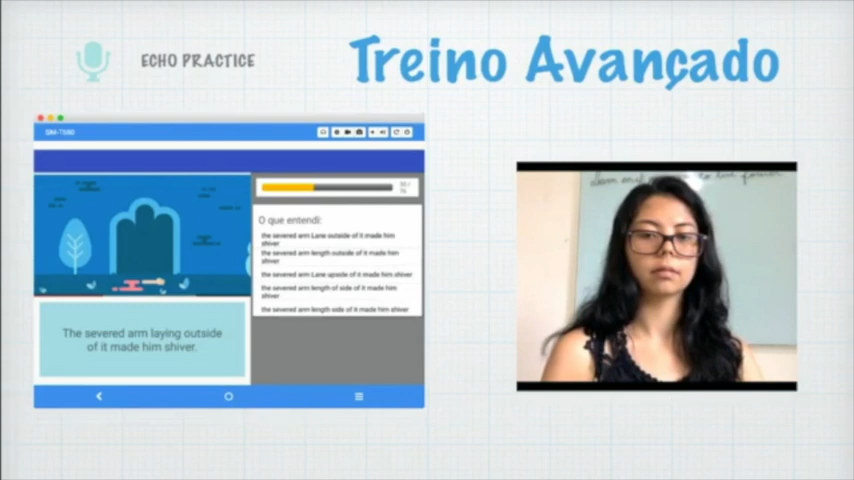 ECHO PRACTICE
Treino Avançado
O que entendi:
the severed arm Lane outside of it made him
shiver
the severed arm length outside of it made him
shiver
the severed arm Lane upside of it made him shiver
the severed arm length of side of it made him
shiver
the severed arm length side of it made him shiver
The severed arm laying outside
of it made him shiver.